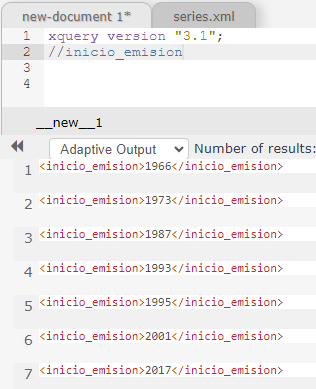 new-document 1*
series.xml
1 xquery version "3.1";
2 //inicio_emision
3
4
__new__1
Adaptive Output
Number of results:
1 <inicio_emision>1966</inicio_emision>
2 <inicio_emision>1973</inicio_emision>
3 <inicio_emision>1987</inicio_emision>
4 <inicio_emision>1993</inicio_emision>
5 <inicio_emision>1995</inicio_emision>
6 <inicio_emision>2001</inicio_emision>
7 <inicio_emision>2017</inicio_emision>